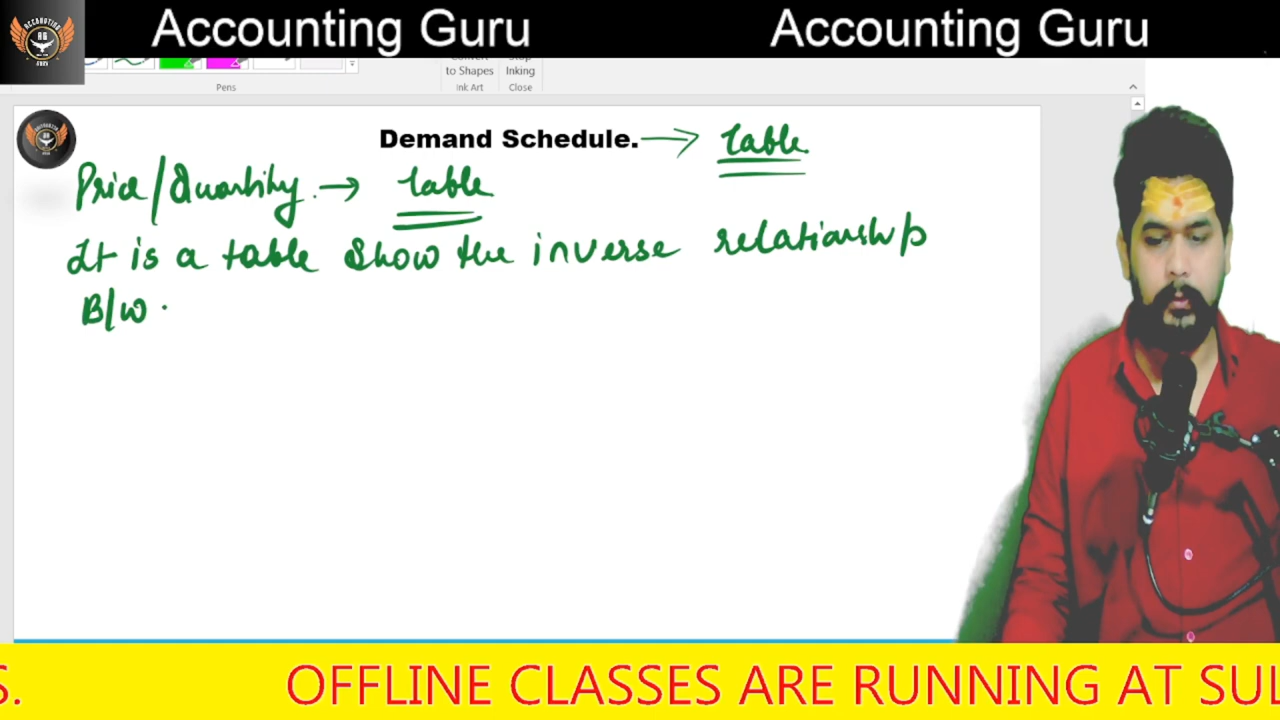 Accounting Guru Accounting Guru
to Shapes Inking
Pens Ink Art Close
Demand Schedule. → table.
Price/Quantity. → table
It is a table show the inverse relationship
B/w
S. OFFLINE CLASSES ARE RUNNING AT SUL